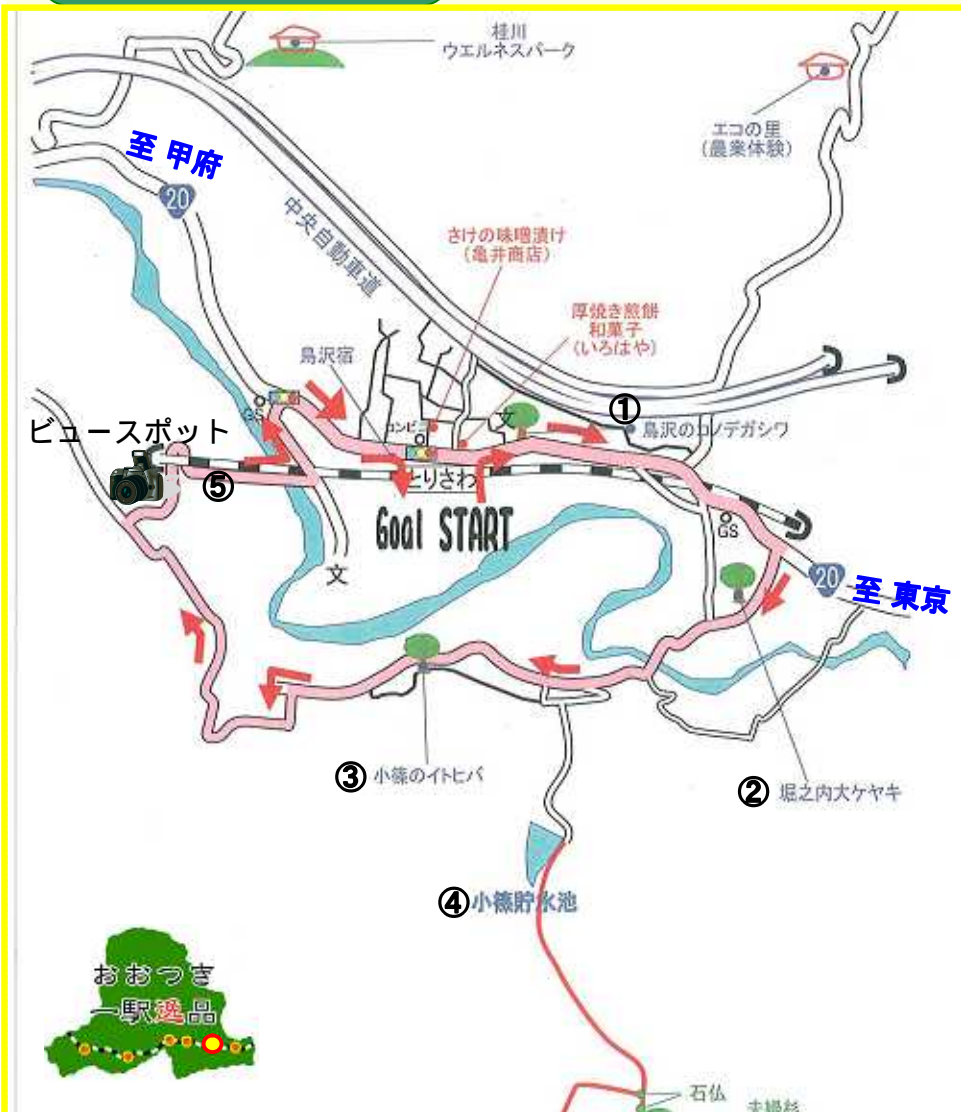 桂川
ウエルネスパーク
エコの里
(農業体験)
至 甲府
20
中央自動車道
さけの味噌漬け
(亀井商店)
厚焼き煎餅
和菓子
(いろはや)
鳥沢宿
GS
コンビニ
文
①
鳥沢のコノデガシワ
ビュースポット
⑤
とりさわ
Goal START
GS
文
20
至 東京
③ 小篠のイトヒバ
② 堀之内大ケヤキ
④ 小篠貯水池
おおつき
一駅逸品
石仏
夫婦杉